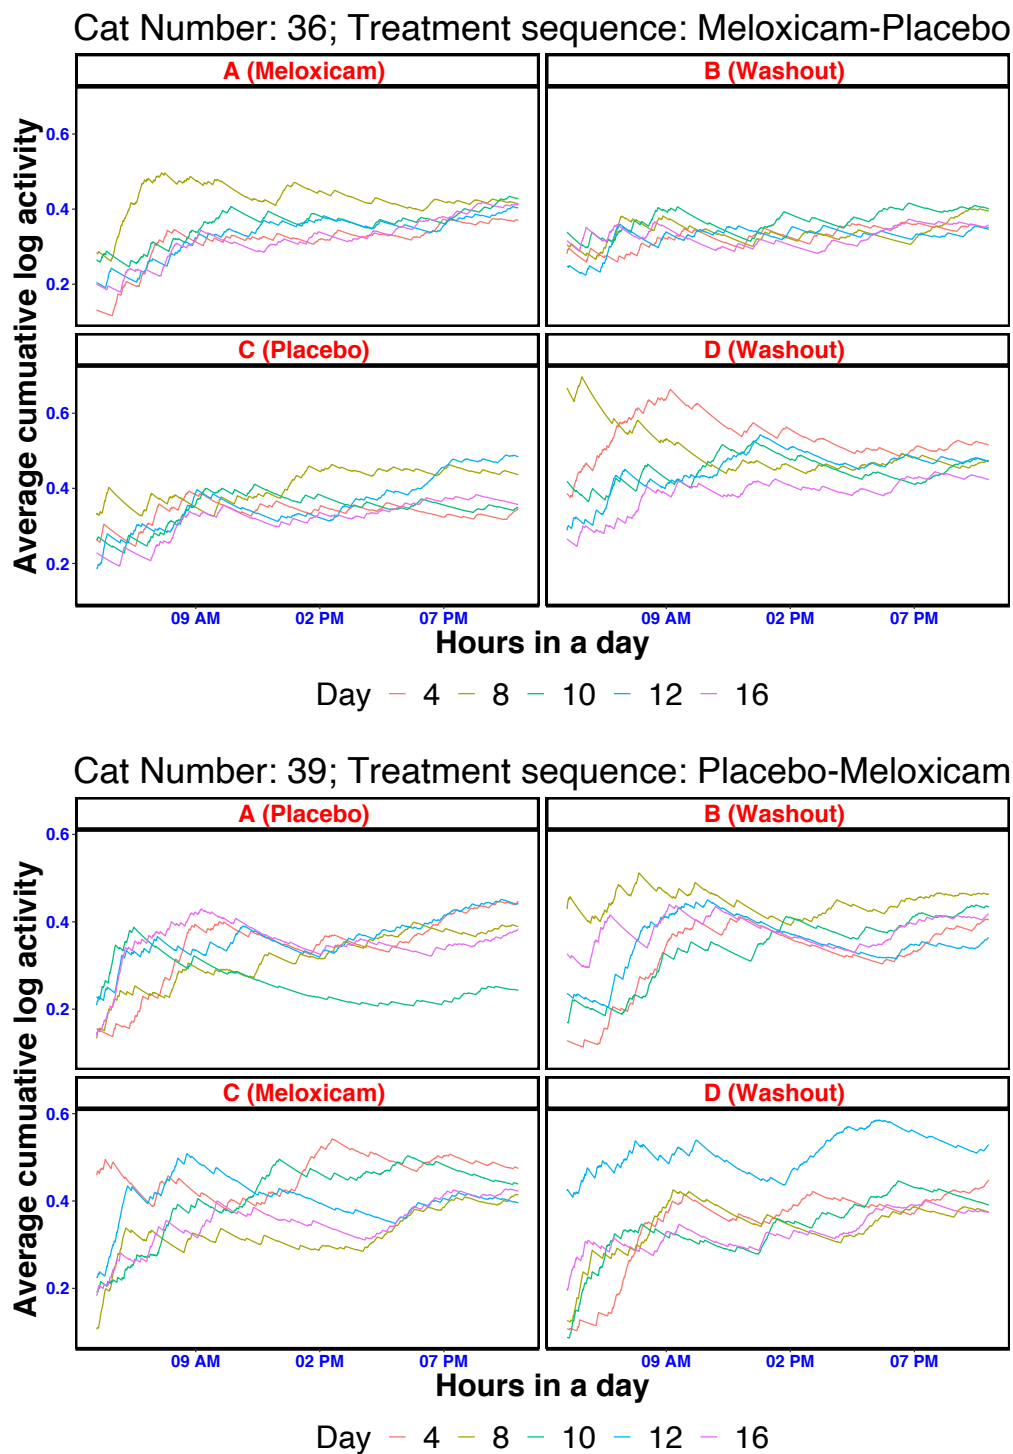 Cat Number: 36; Treatment sequence: Meloxicam-Placebo
A (Meloxicam)
B (Washout)
Average cumuative log activity
0.6
0.4
0.2
C (Placebo)
D (Washout)
0.6
0.4
0.2
09 AM 02 PM 07 PM
09 AM 02 PM 07 PM
Hours in a day
Day 4 8 10 12 16
Cat Number: 39; Treatment sequence: Placebo-Meloxicam
A (Placebo)
B (Washout)
Average cumuative log activity
0.6
0.4
0.2
C (Meloxicam)
D (Washout)
0.6
0.4
0.2
09 AM 02 PM 07 PM
09 AM 02 PM 07 PM
Hours in a day
Day 4 8 10 12 16